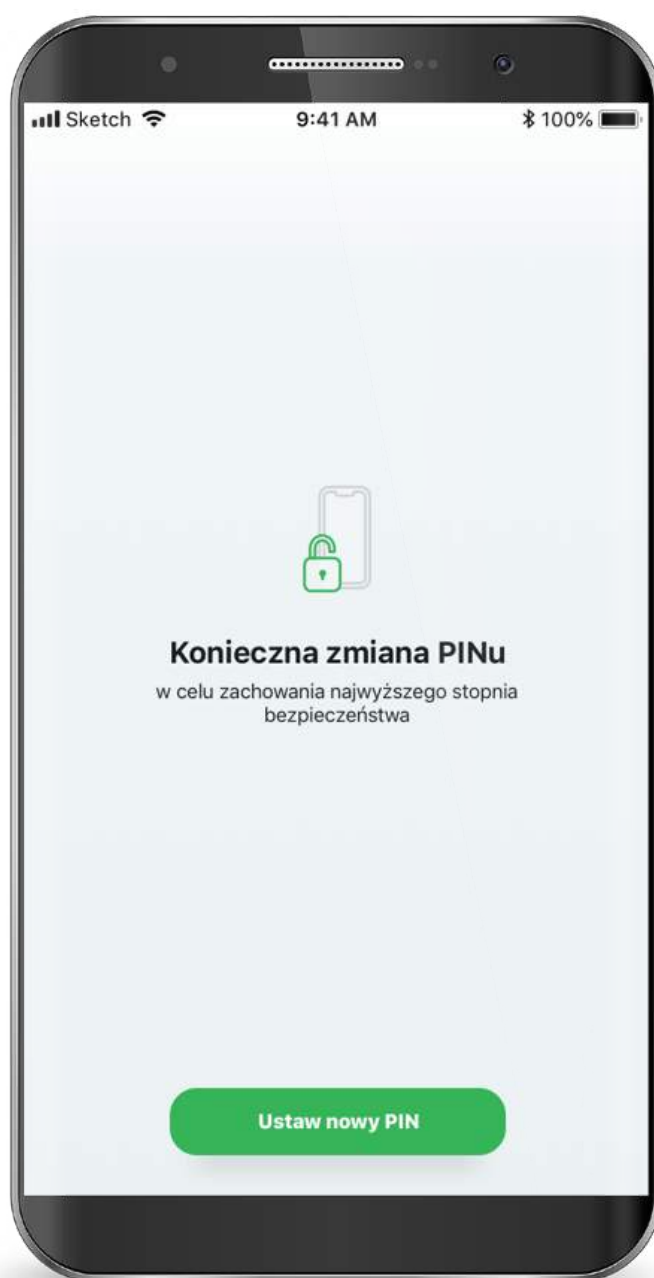 Sketch 9:41 AM 100%
Konieczna zmiana PINu
w celu zachowania najwyższego stopnia
bezpieczeństwa
Ustaw nowy PIN